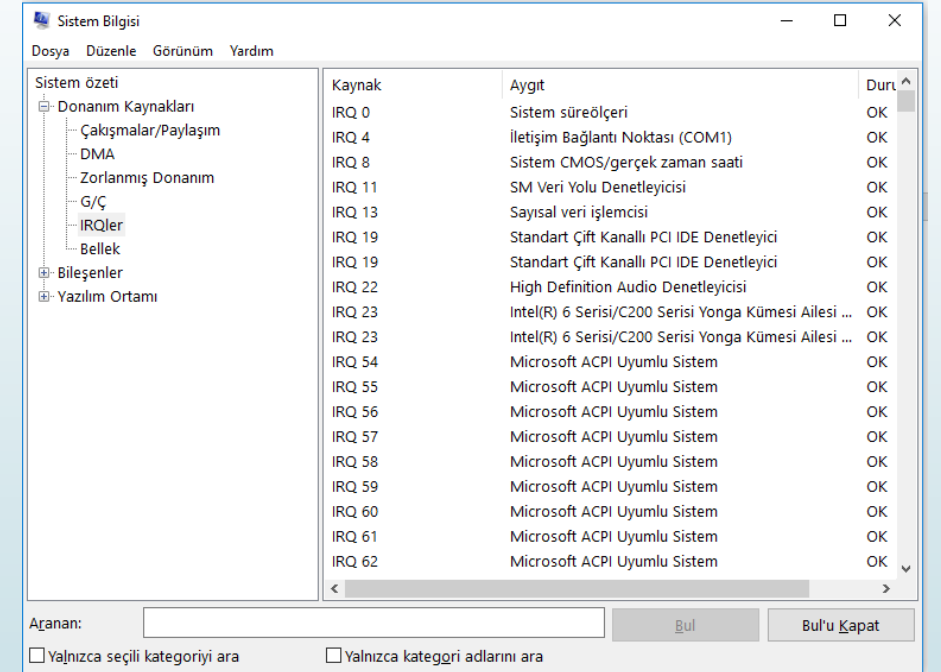 Sistem Bilgisi
Dosya Düzenle Görünüm Yardım
Sistem özeti
Donanım Kaynakları
Çakışmalar/Paylaşım
DMA
Zorlanmış Donanım
G/Ç
IRQler
Bellek
Bileşenler
Yazılım Ortamı
Kaynak Aygıt Duru
IRQ 0 Sistem süreölçeri OK
IRQ 4 İletişim Bağlantı Noktası (COM1) OK
IRQ 8 Sistem CMOS/gerçek zaman saati OK
IRQ 11 SM Veri Yolu Denetleyicisi OK
IRQ 13 Sayısal veri işlemcisi OK
IRQ 19 Standart Çift Kanallı PCI IDE Denetleyici OK
IRQ 19 Standart Çift Kanallı PCI IDE Denetleyici OK
IRQ 22 High Definition Audio Denetleyicisi OK
IRQ 23 Intel(R) 6 Serisi/C200 Serisi Yonga Kümesi Ailesi ... OK
IRQ 23 Intel(R) 6 Serisi/C200 Serisi Yonga Kümesi Ailesi ... OK
IRQ 54 Microsoft ACPI Uyumlu Sistem OK
IRQ 55 Microsoft ACPI Uyumlu Sistem OK
IRQ 56 Microsoft ACPI Uyumlu Sistem OK
IRQ 57 Microsoft ACPI Uyumlu Sistem OK
IRQ 58 Microsoft ACPI Uyumlu Sistem OK
IRQ 59 Microsoft ACPI Uyumlu Sistem OK
IRQ 60 Microsoft ACPI Uyumlu Sistem OK
IRQ 61 Microsoft ACPI Uyumlu Sistem OK
IRQ 62 Microsoft ACPI Uyumlu Sistem OK
Aranan: Bul Bul'u Kapat
Yalnızca seçili kategoriyi ara Yalnızca kategori adlarını ara